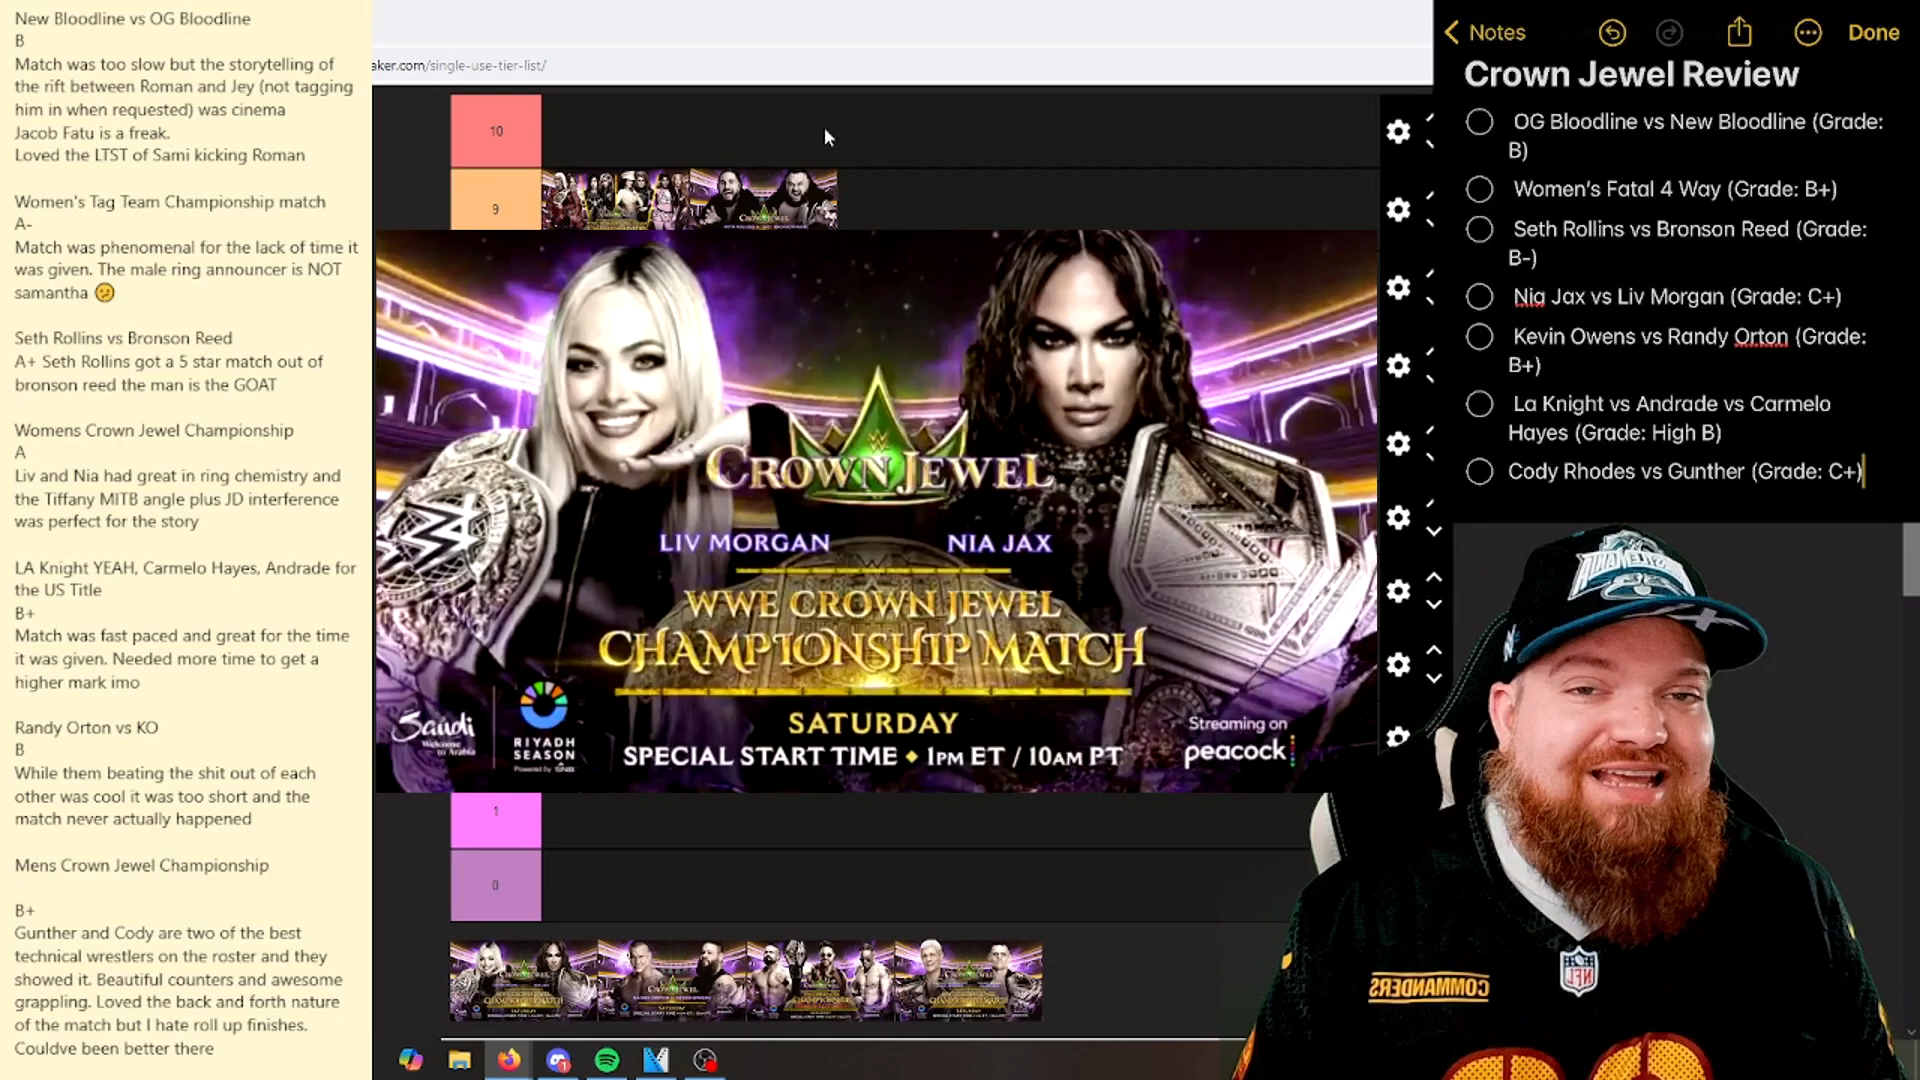 New Bloodline vs OG Bloodline
B
Match was too slow but the storytelling of
the rift between Roman and Jey (not tagging
him in when requested) was cinema
Jacob Fatu is a freak.
Loved the LTST of Sami kicking Roman
Women's Tag Team Championship match
A-
Match was phenomenal for the lack of time it
was given. The male ring announcer is NOT
samantha 🫤
Seth Rollins vs Bronson Reed
A+ Seth Rollins got a 5 star match out of
bronson reed the man is the GOAT
Womens Crown Jewel Championship
A
Liv and Nia had great in ring chemistry and
the Tiffany MITB angle plus JD interference
was perfect for the story
LA Knight YEAH, Carmelo Hayes, Andrade for
the US Title
B+
Match was fast paced and great for the time
it was given. Needed more time to get a
higher mark imo
Randy Orton vs KO
B
While them beating the shit out of each
other was cool it was too short and the
match never actually happened
Mens Crown Jewel Championship
B+
Gunther and Cody are two of the best
technical wrestlers on the roster and they
showed it. Beautiful counters and awesome
grappling. Loved the back and forth nature
of the match but I hate roll up finishes.
Couldve been better there
aker.com/single-use-tier-list/
10
9
CROWN JEWEL
LIV MORGAN NIA JAX
WWE CROWN JEWEL
CHAMPIONSHIP MATCH
SATURDAY
SPECIAL START TIME ◆ 1PM ET / 10AM PT
Saudi
Welcome to Arabia
RIYADH
SEASON
Streaming on
peacock
1
0
Notes
Done
Crown Jewel Review
OG Bloodline vs New Bloodline (Grade:
B)
Women's Fatal 4 Way (Grade: B+)
Seth Rollins vs Bronson Reed (Grade:
B-)
Nia Jax vs Liv Morgan (Grade: C+)
Kevin Owens vs Randy Orton (Grade:
B+)
La Knight vs Andrade vs Carmelo
Hayes (Grade: High B)
Cody Rhodes vs Gunther (Grade: C+)
COMMANDERS
NFL